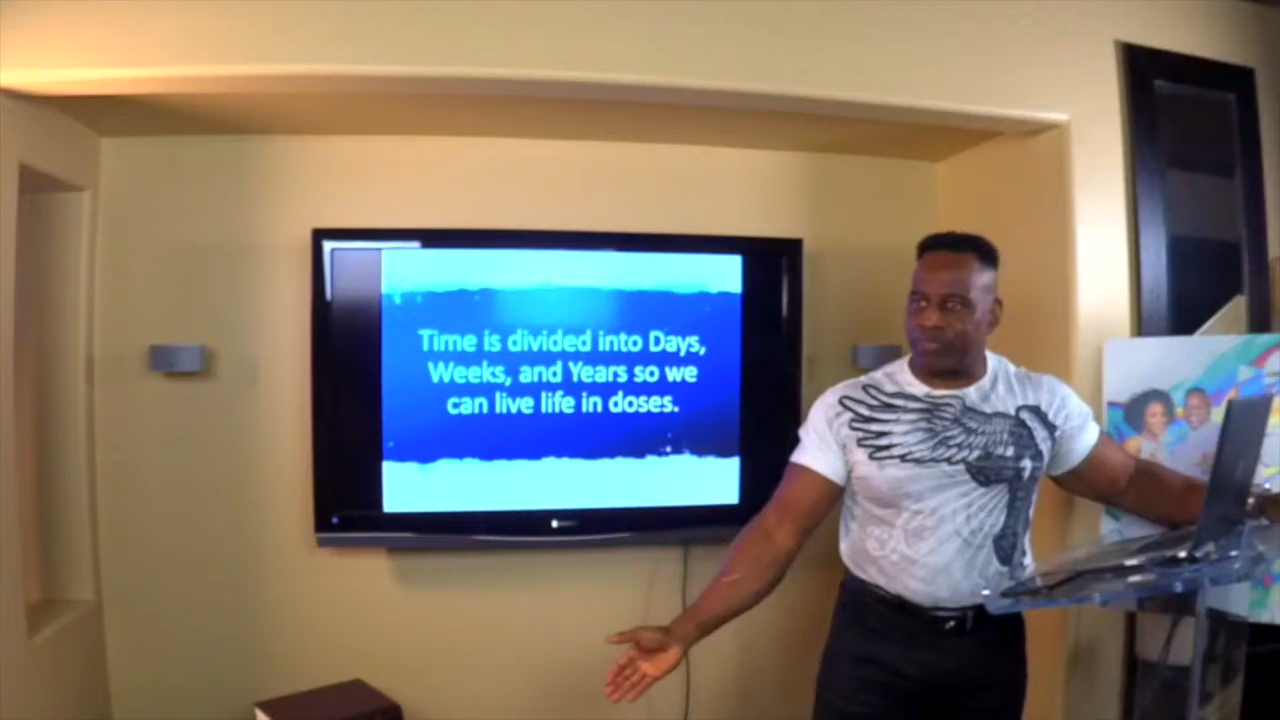 Time is divided into Days,
Weeks, and Years so we
can live life in doses.